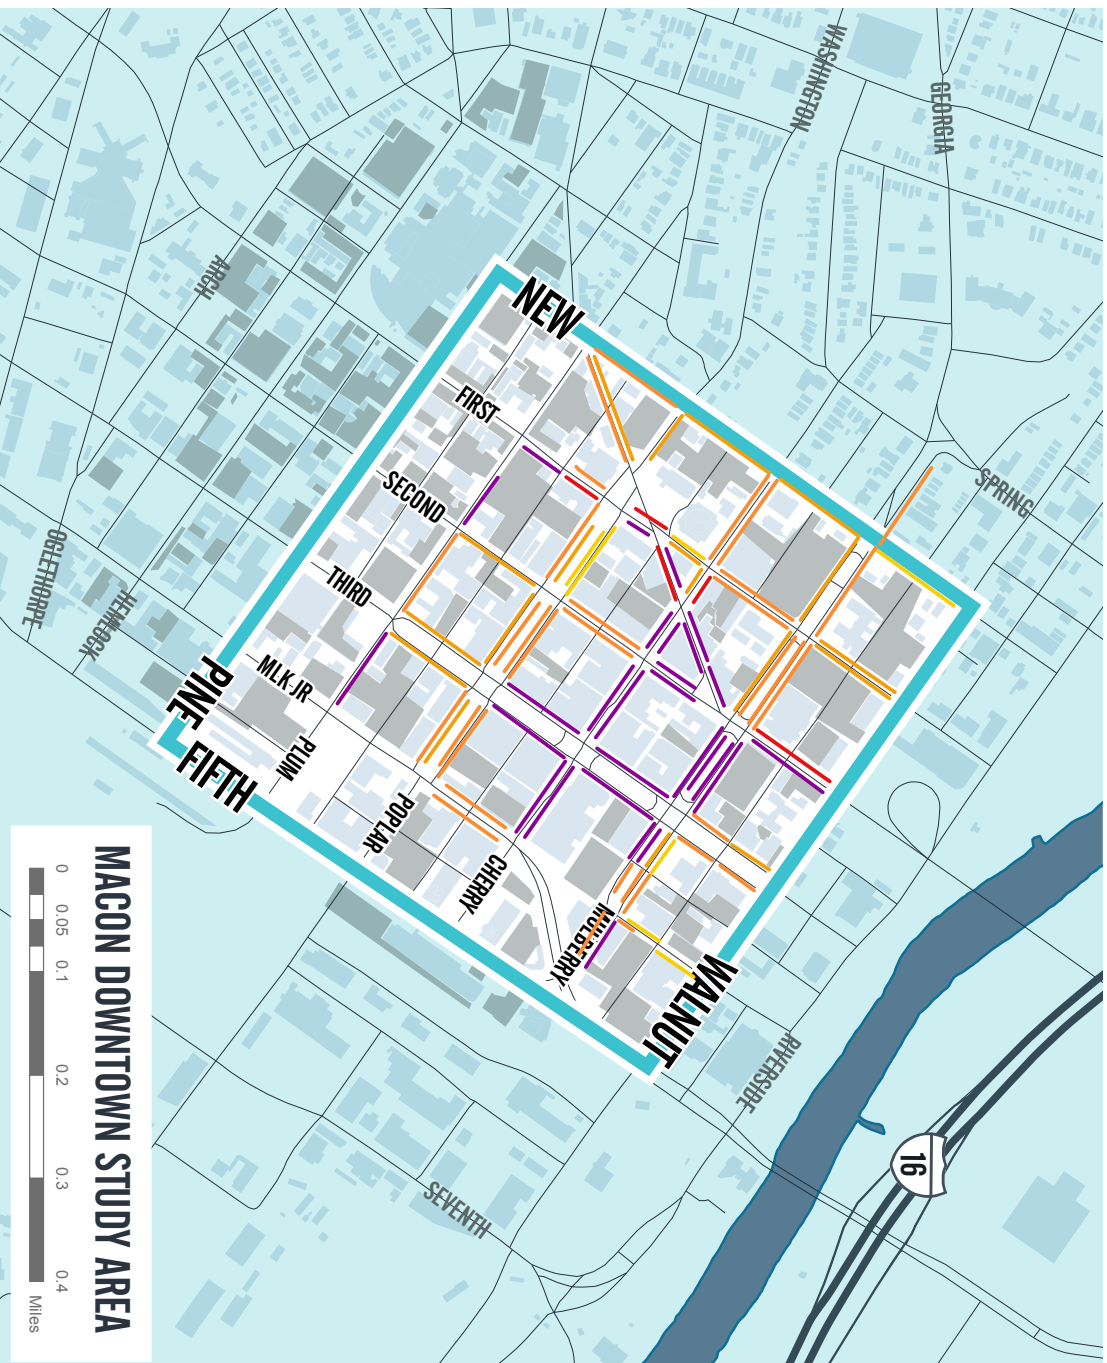 WASHINGTON
GEORGIA
ARCH
NEW
FIRST
SPRING
SECOND
OGLETHORPE
THIRD
HEMLOCK
MLK JR
PINE
PLUM
FIFTH
POPLAR
CHERRY
MULBERRY
WALNUT
RIVERSIDE
16
SEVENTH
MACON DOWNTOWN STUDY AREA
0 0.05 0.1 0.2 0.3 0.4
Miles